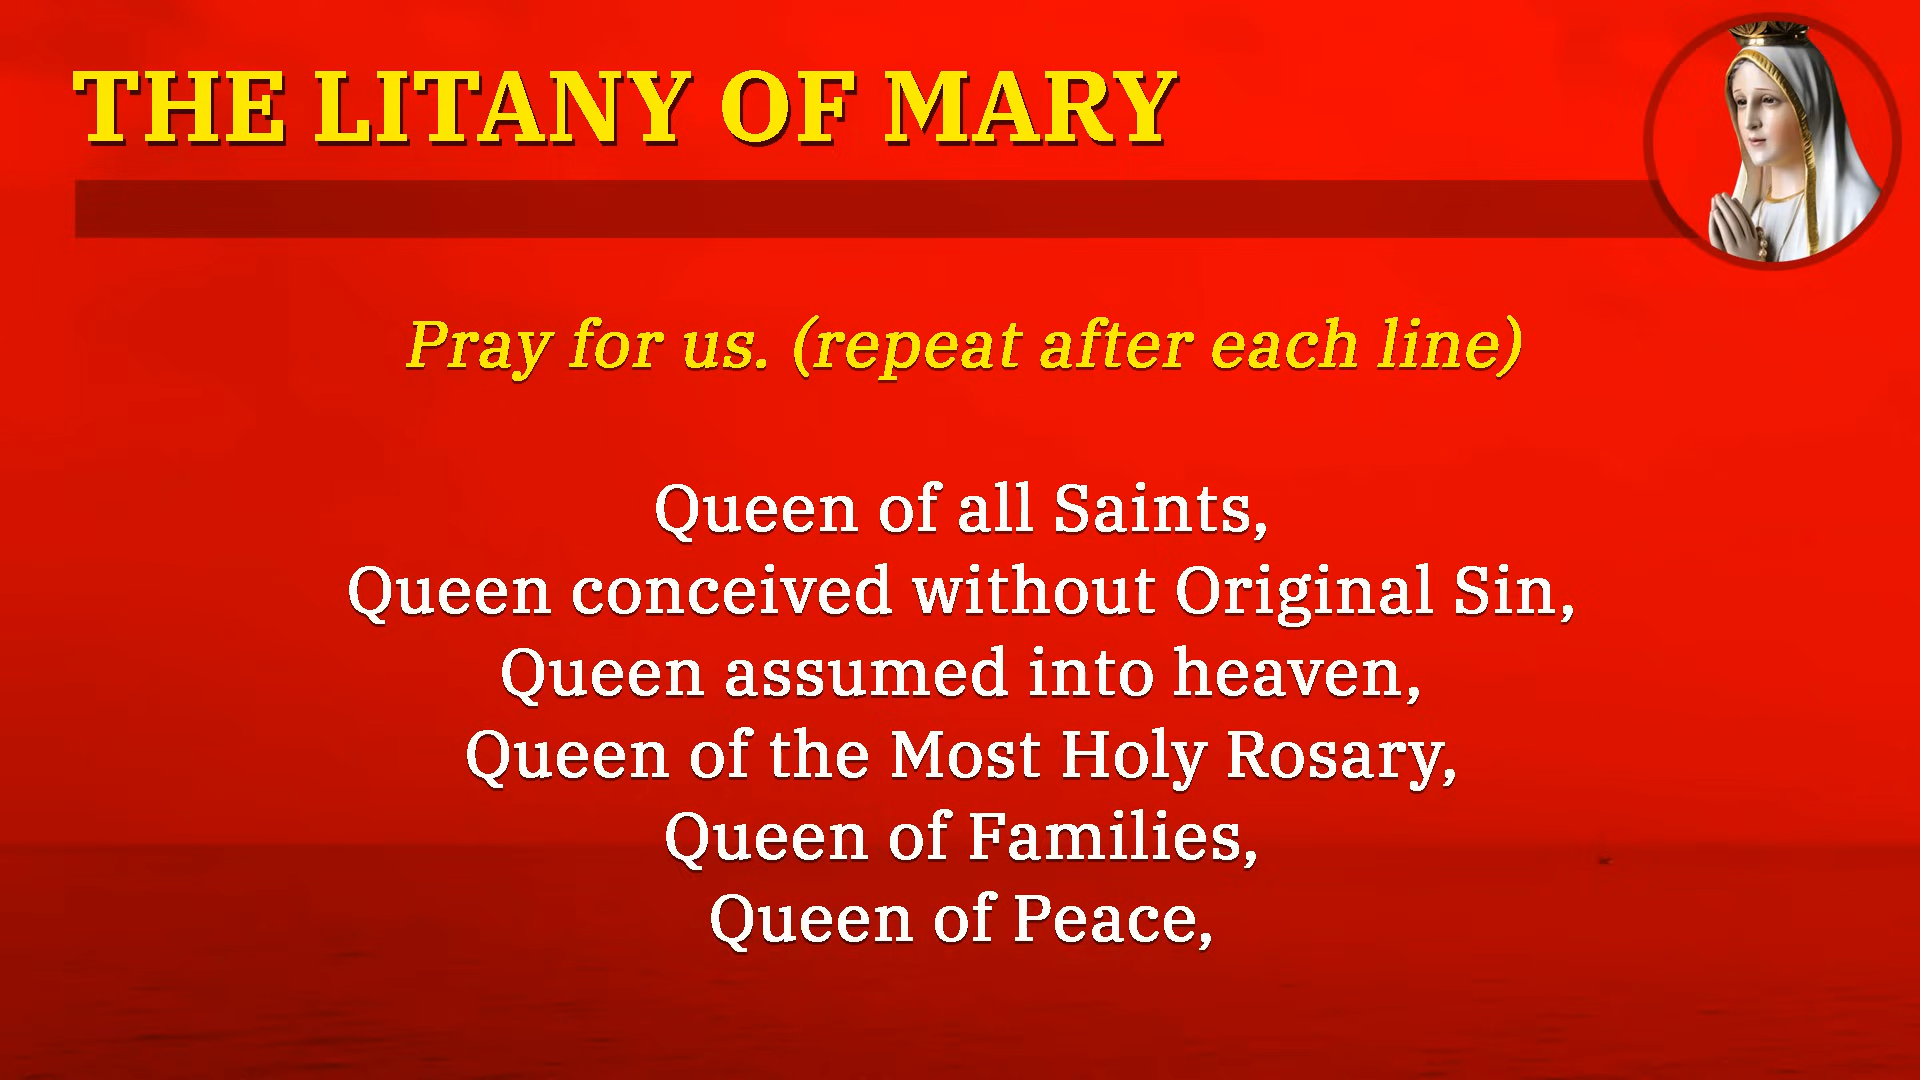 THE LITANY OF MARY
Pray for us. (repeat after each line)
Queen of all Saints,
Queen conceived without Original Sin,
Queen assumed into heaven,
Queen of the Most Holy Rosary,
Queen of Families,
Queen of Peace,